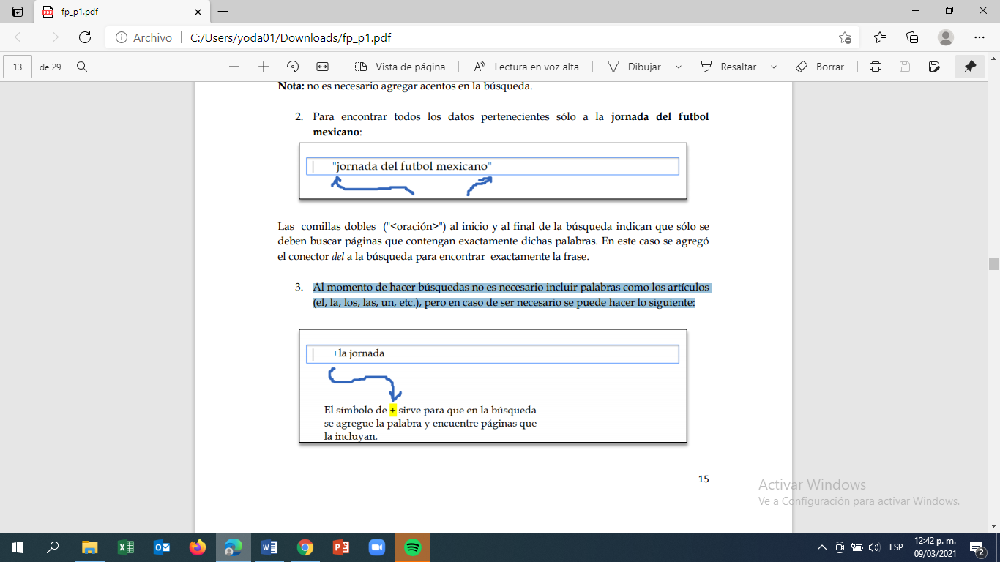 fp_p1.pdf
Archivo
C:/Users/yoda01/Downloads/fp_p1.pdf
13
de 29
Vista de página
Lectura en voz alta
Dibujar
Resaltar
Borrar
Nota: no es necesario agregar acentos en la búsqueda.
2. Para encontrar todos los datos pertenecientes sólo a la jornada del futbol
mexicano:
"jornada del futbol mexicano"
Las comillas dobles ("<oración>") al inicio y al final de la búsqueda indican que sólo se
deben buscar páginas que contengan exactamente dichas palabras. En este caso se agregó
el conector del a la búsqueda para encontrar exactamente la frase.
3. Al momento de hacer búsquedas no es necesario incluir palabras como los artículos
(el, la, los, las, un, etc.), pero en caso de ser necesario se puede hacer lo siguiente:
+la jornada
El símbolo de + sirve para que en la búsqueda
se agregue la palabra y encuentre páginas que
la incluyan.
15
Activar Windows
Ve a Configuración para activar Windows.
ESP
12:42 p. m.
09/03/2021
2